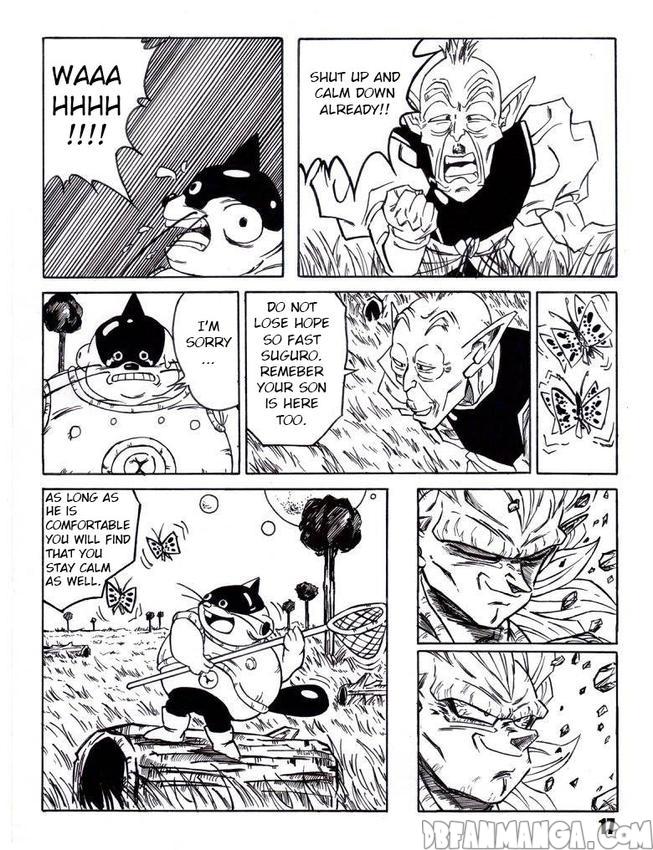 WAAA
HHHH
!!!!
SHUT UP AND
CALM DOWN
ALREADY!!
I'M
SORRY
...
DO NOT
LOSE HOPE
SO FAST
SUGURO.
REMEBER
YOUR SON
IS HERE
TOO.
AS LONG AS
HE IS
COMFORTABLE
YOU WILL FIND
THAT YOU
STAY CALM
AS WELL.
17
DBFANMANGA.COM